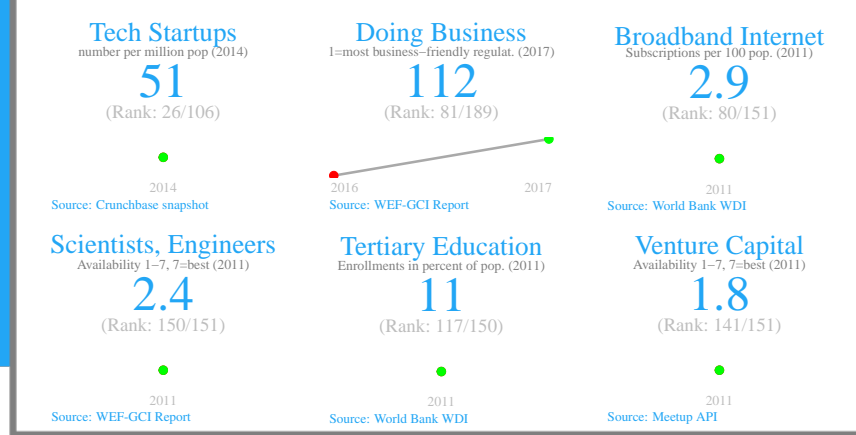 Tech Startups
number per million pop (2014)
51
(Rank: 26/106)
2014
Source: Crunchbase snapshot
Doing Business
1=most business−friendly regulat. (2017)
112
(Rank: 81/189)
2016 2017
Source: WEF-GCI Report
Broadband Internet
Subscriptions per 100 pop. (2011)
2.9
(Rank: 80/151)
2011
Source: World Bank WDI
Scientists, Engineers
Availability 1−7, 7=best (2011)
2.4
(Rank: 150/151)
2011
Source: WEF-GCI Report
Tertiary Education
Enrollments in percent of pop. (2011)
11
(Rank: 117/150)
2011
Source: World Bank WDI
Venture Capital
Availability 1−7, 7=best (2011)
1.8
(Rank: 141/151)
2011
Source: Meetup API